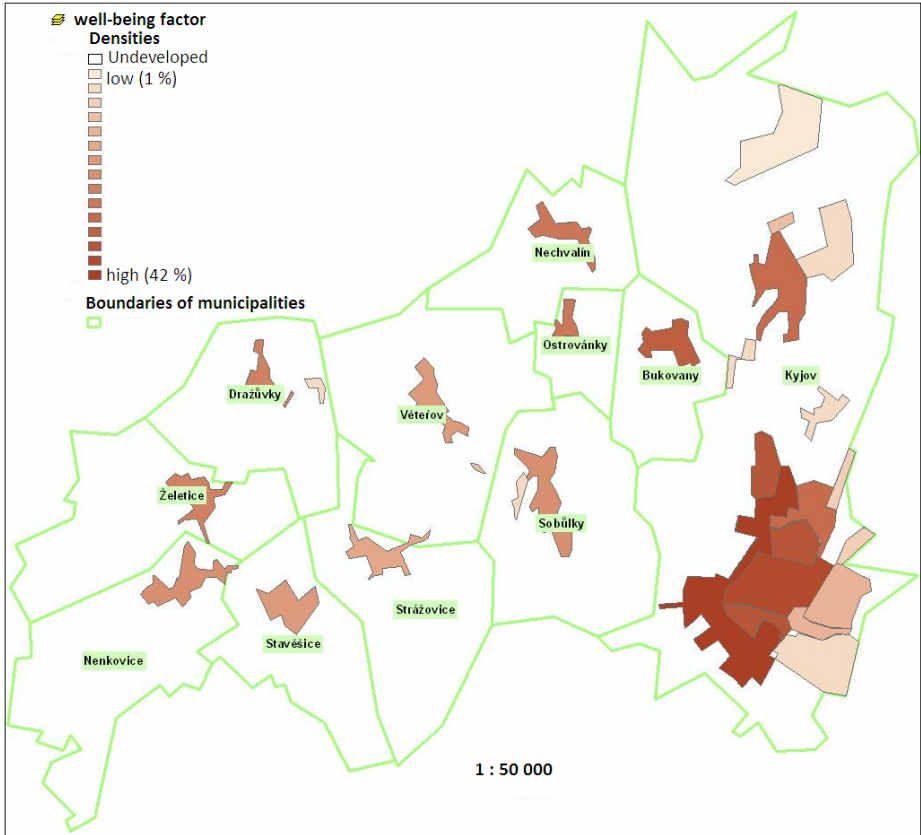 well-being factor
Densities
Undeveloped
low (1 %)
high (42 %)
Boundaries of municipalities
Nechvalín
Ostrovánky
Bukovany
Kyjov
Dražůvky
Věteřov
Želetice
Sobůlky
Strážovice
Stavěšice
Nenkovice
1 : 50 000